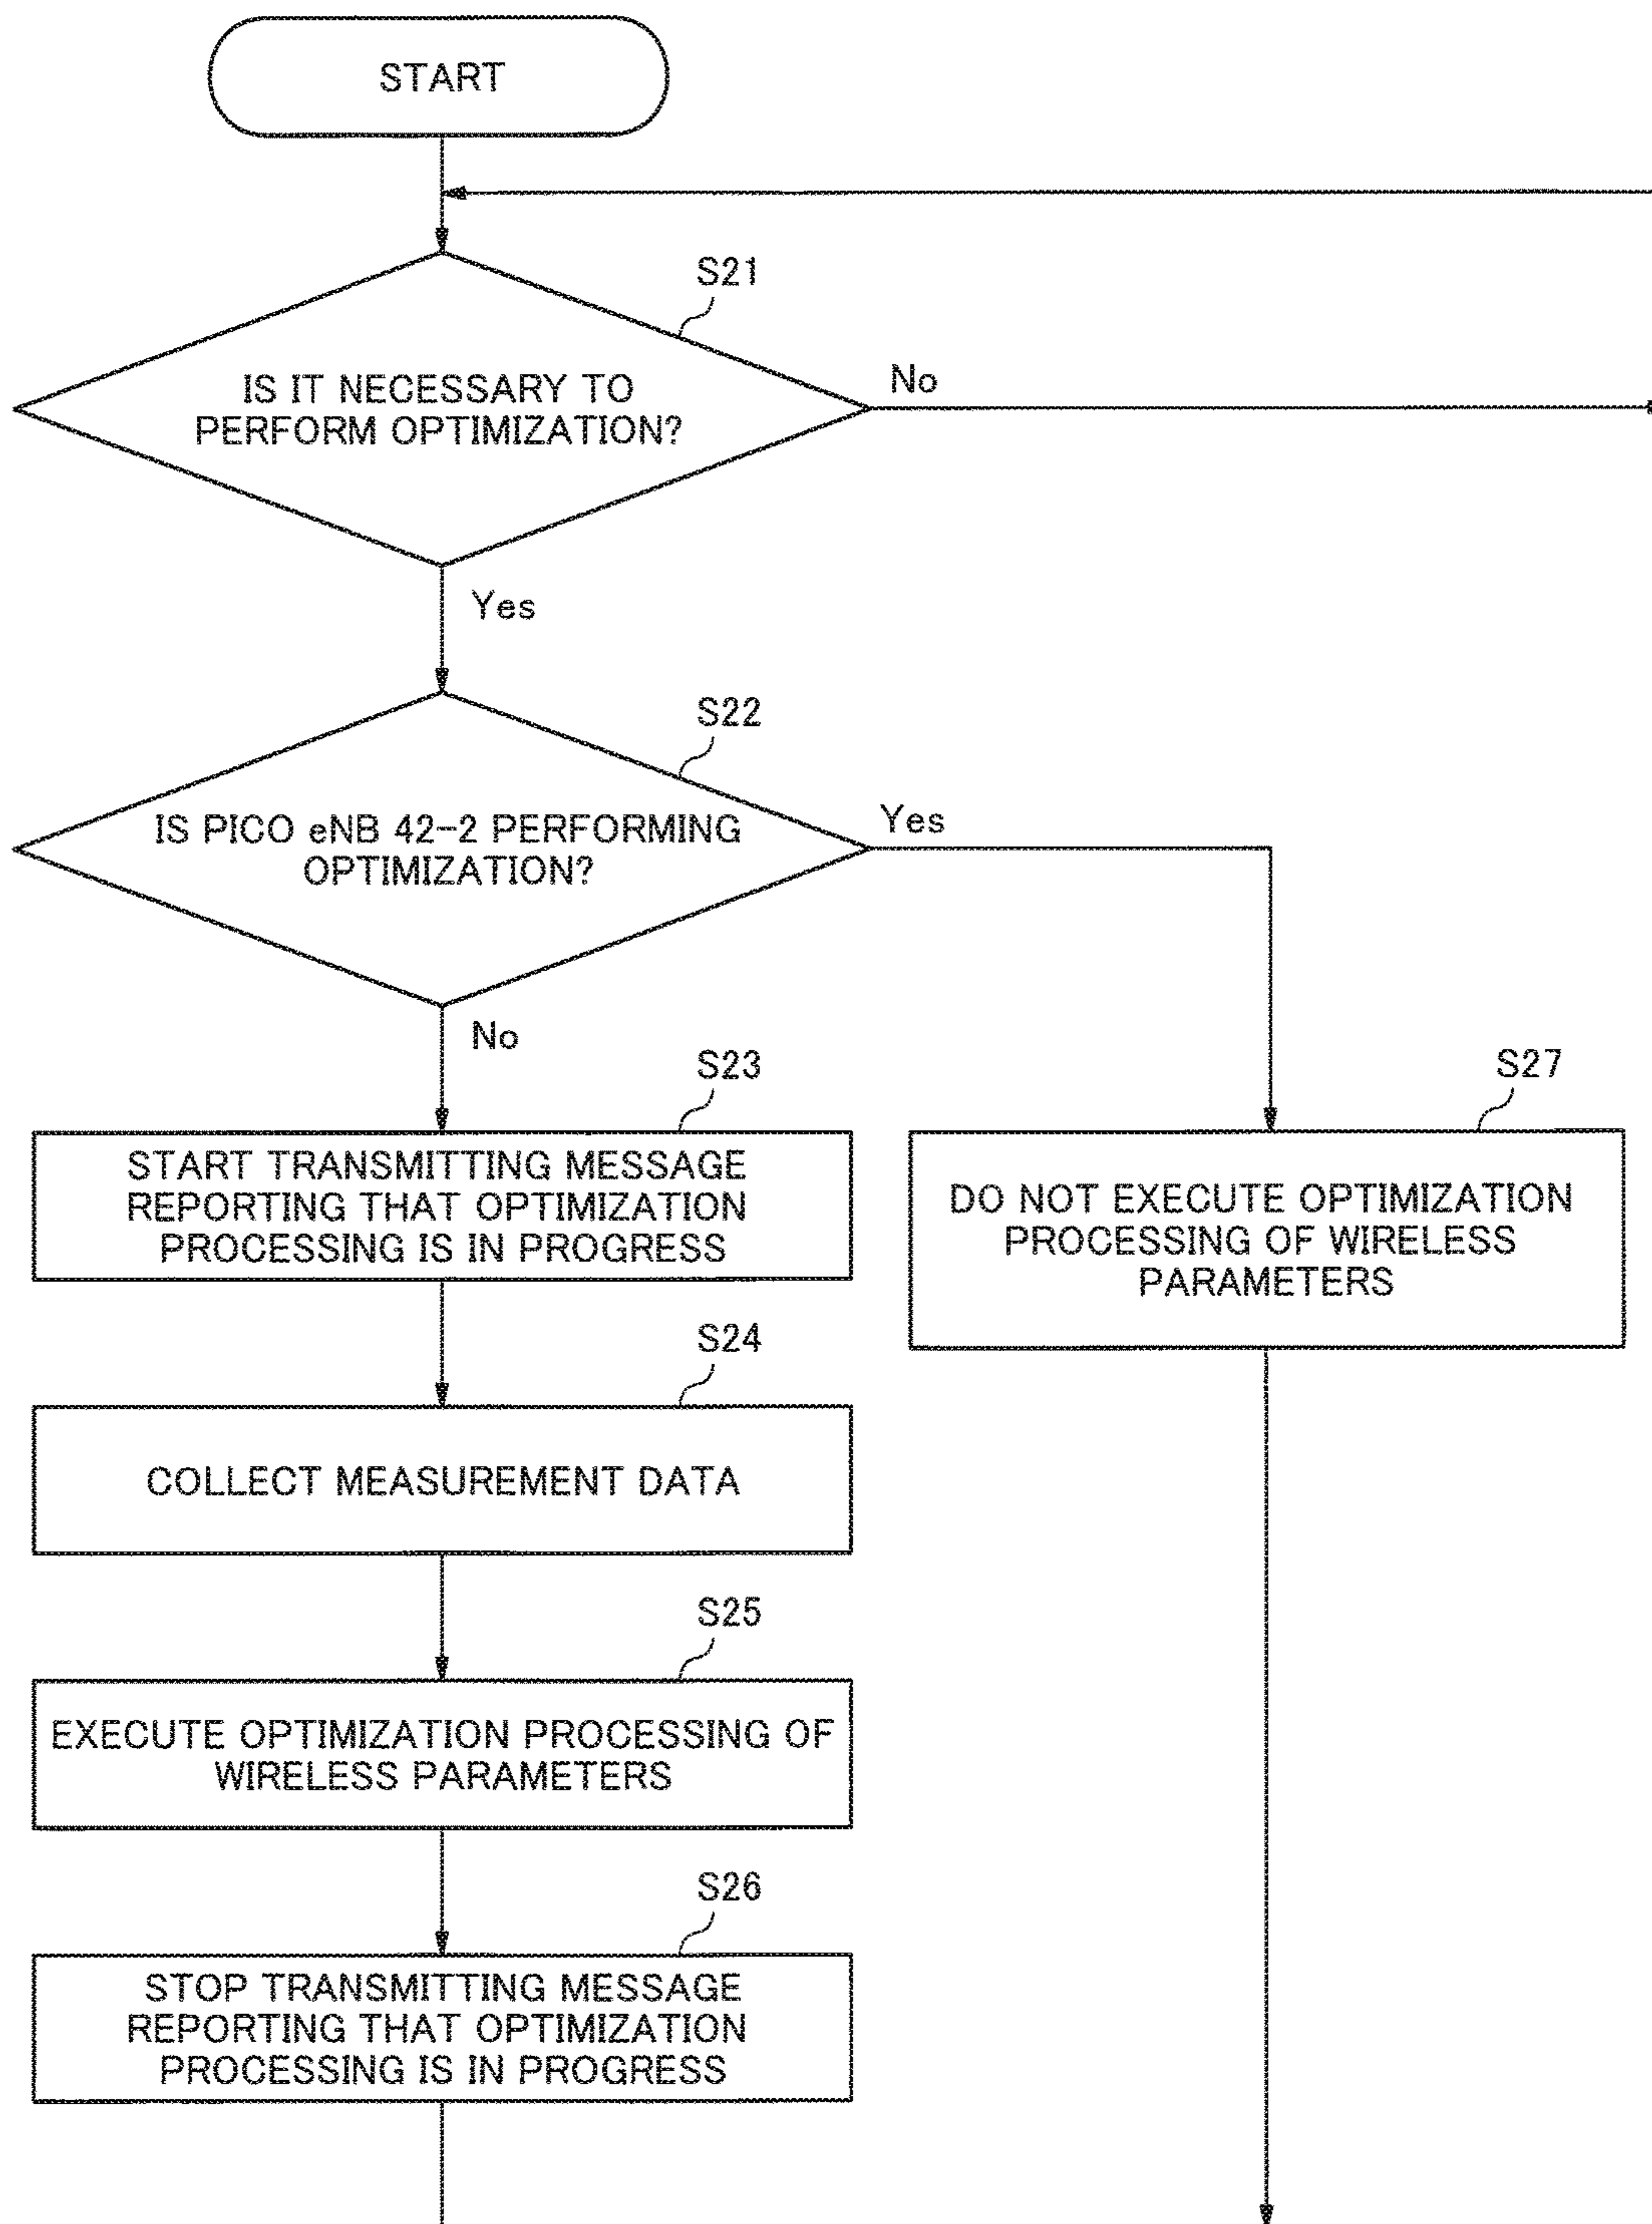 START
S21
IS IT NECESSARY TO
PERFORM OPTIMIZATION?
No
Yes
S22
IS PICO eNB 42-2 PERFORMING
OPTIMIZATION?
Yes
No
S23
START TRANSMITTING MESSAGE
REPORTING THAT OPTIMIZATION
PROCESSING IS IN PROGRESS
S27
DO NOT EXECUTE OPTIMIZATION
PROCESSING OF WIRELESS
PARAMETERS
S24
COLLECT MEASUREMENT DATA
S25
EXECUTE OPTIMIZATION PROCESSING OF
WIRELESS PARAMETERS
S26
STOP TRANSMITTING MESSAGE
REPORTING THAT OPTIMIZATION
PROCESSING IS IN PROGRESS